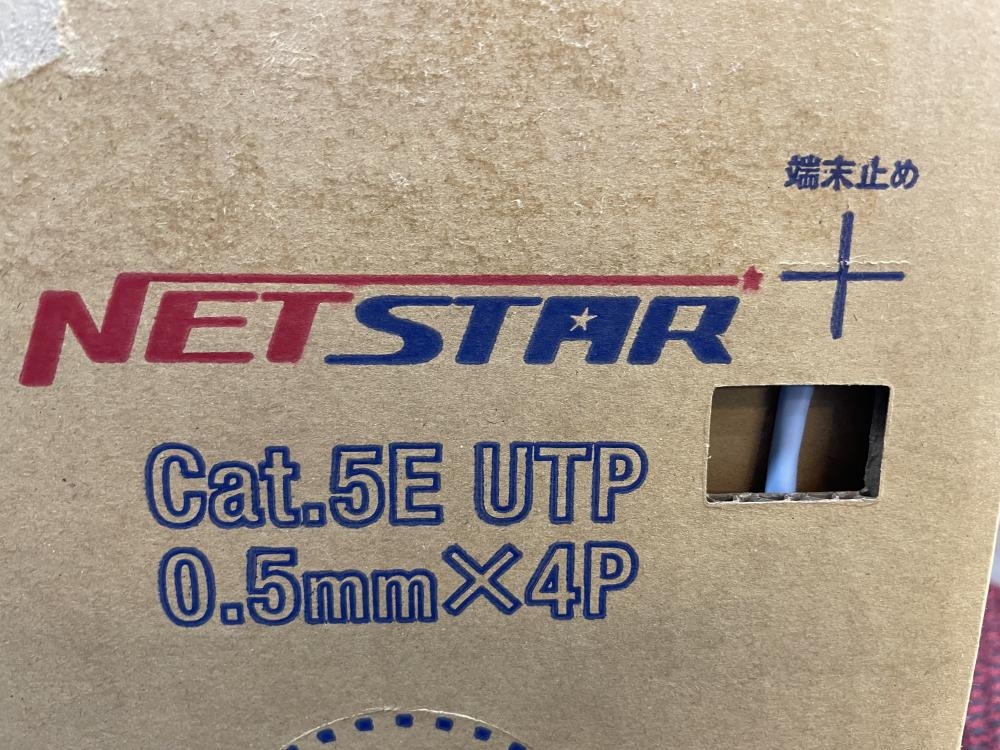 端末止め
NETSTAR
Cat.5E UTP
0.5mm×4P